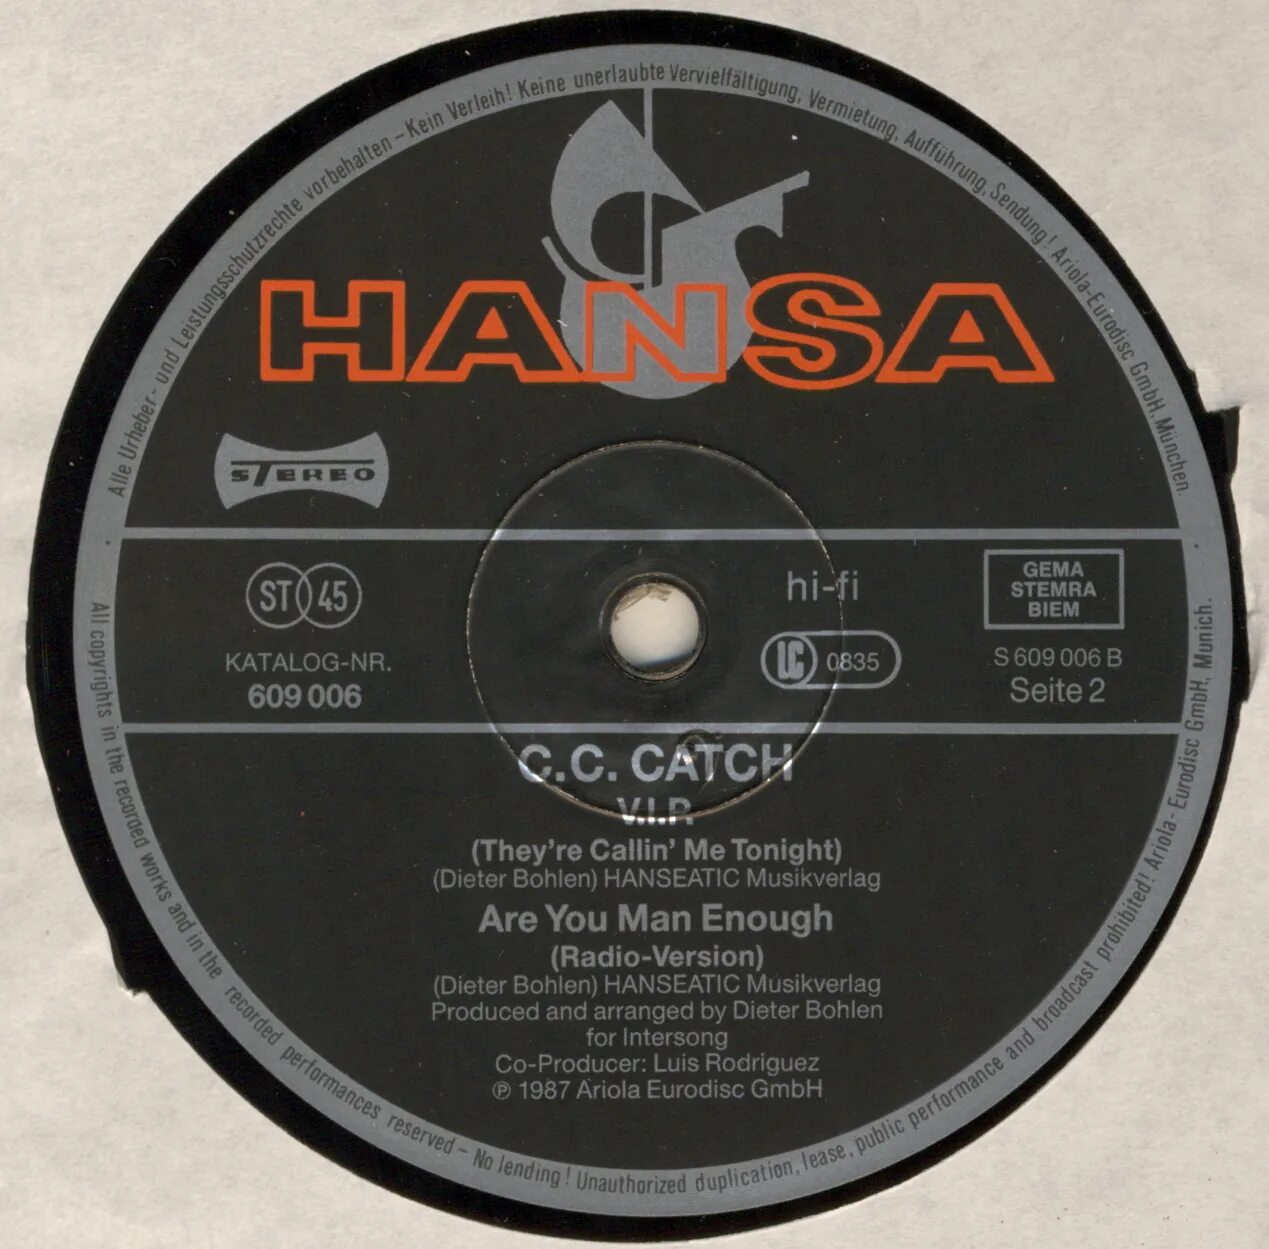 Alle Urheber- und Leistungsschutzrechte vorbehalten – Kein Verleih! Keine unerlaubte Vervielfältigung, Vermietung, Aufführung, Sendung! Ariola-Eurodisc GmbH, München.
HANSA
STEREO
ST 45
KATALOG-NR.
609 006
hi-fi
LC 0835
GEMA
STEMRA
BIEM
S 609 006 B
Seite 2
C.C. CATCH
V.I.P.
(They're Callin' Me Tonight)
(Dieter Bohlen) HANSEATIC Musikverlag
Are You Man Enough
(Radio-Version)
(Dieter Bohlen) HANSEATIC Musikverlag
Produced and arranged by Dieter Bohlen
for Intersong
Co-Producer: Luis Rodriguez
℗ 1987 Ariola Eurodisc GmbH
All copyrights in the recorded works and in the recorded performances reserved – No lending! Unauthorized duplication, lease, public performance and broadcast prohibited! Ariola - Eurodisc GmbH, Munich.